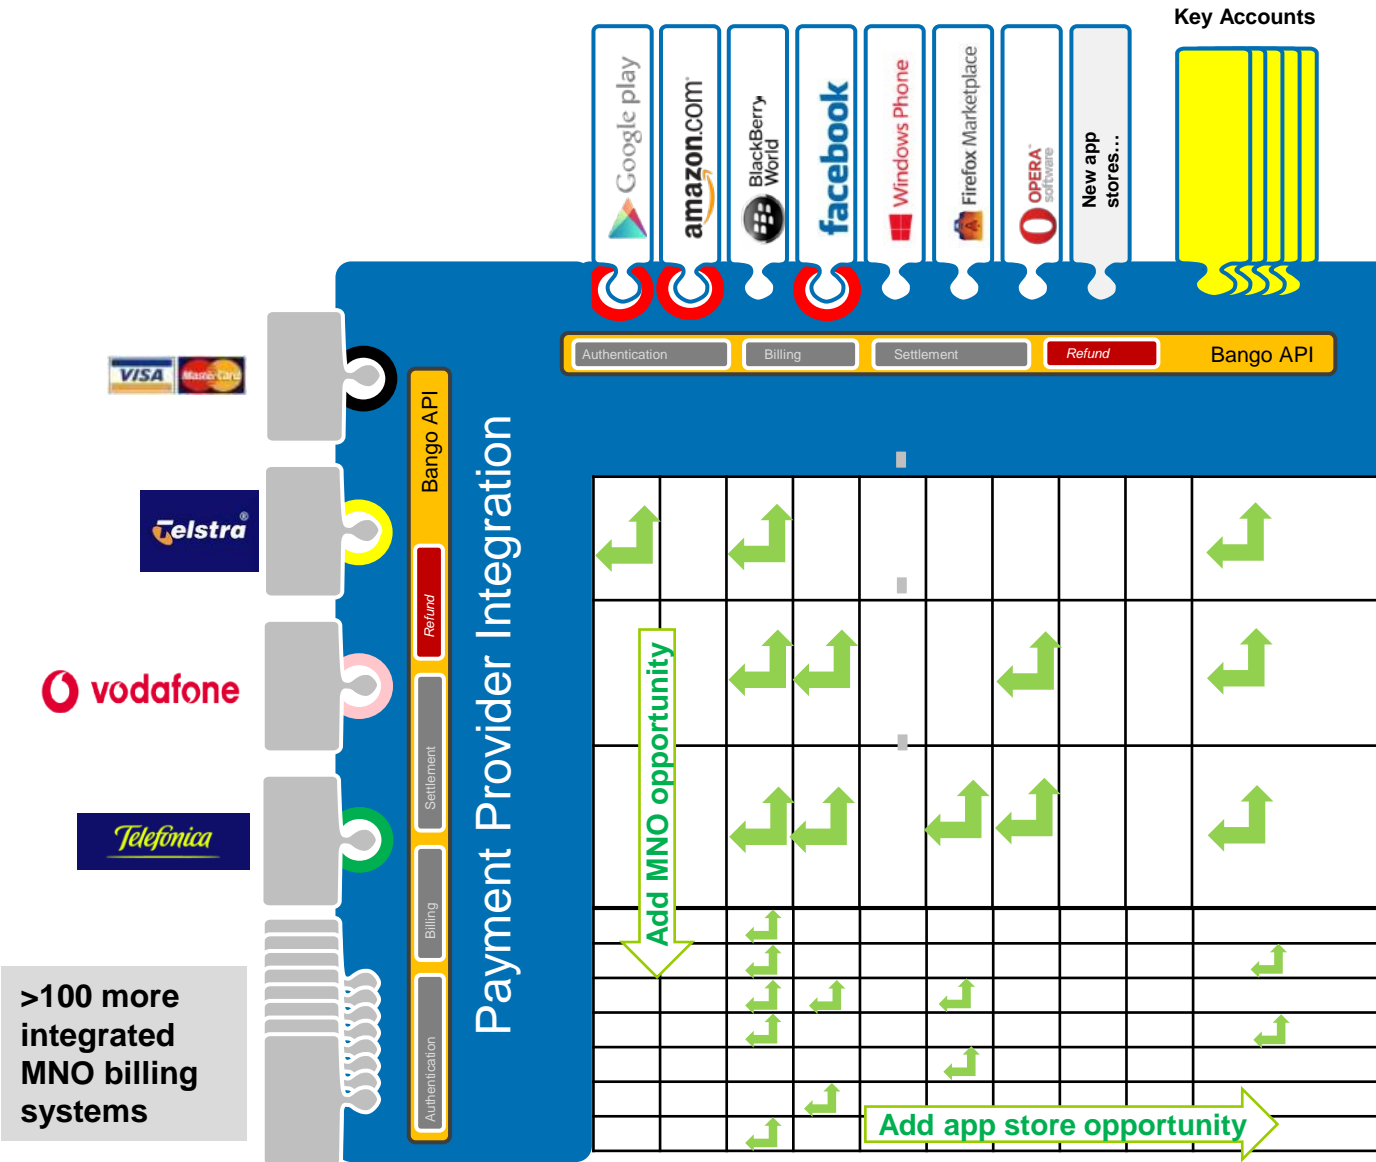 Key Accounts
Google play
amazon.com
BlackBerry
World
facebook
Windows Phone
Firefox Marketplace
OPERA
software
New app
stores...
Authentication
Billing
Settlement
Refund
Bango API
VISA
MasterCard
Telstra®
vodafone
Telefónica
>100 more
integrated
MNO billing
systems
Bango API
Refund
Settlement
Billing
Authentication
Payment Provider Integration
Add MNO opportunity
Add app store opportunity